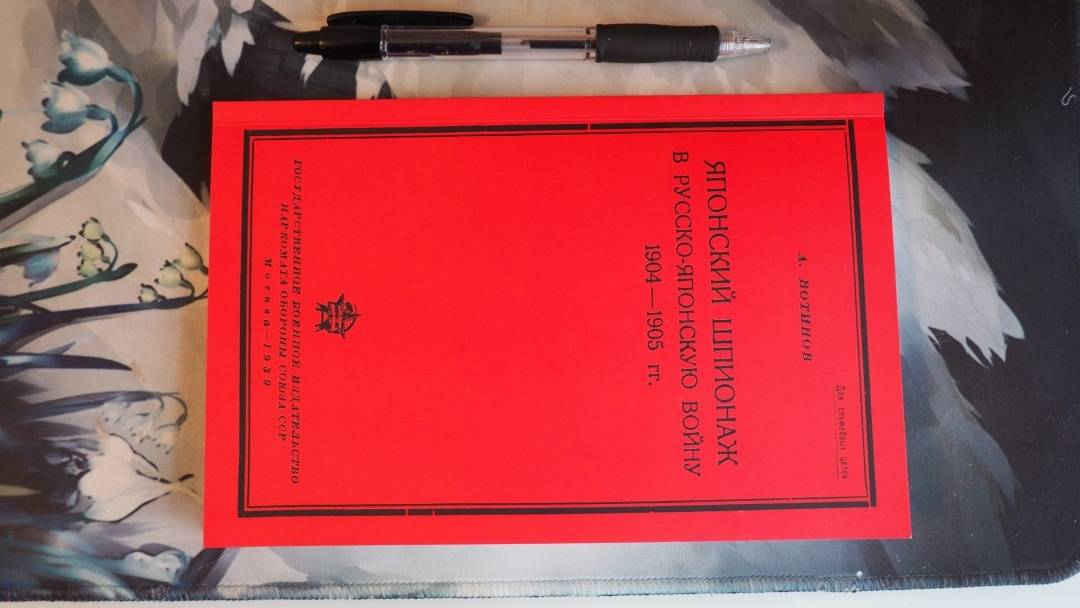 Для служебных целей
А. ВОТИНОВ
ЯПОНСКИЙ ШПИОНАЖ
В РУССКО-ЯПОНСКУЮ ВОЙНУ
1904—1905 гг.
ГОСУДАРСТВЕННОЕ ВОЕННОЕ ИЗДАТЕЛЬСТВО
НАРКОМАТА ОБОРОНЫ СОЮЗА ССР
Москва—1939